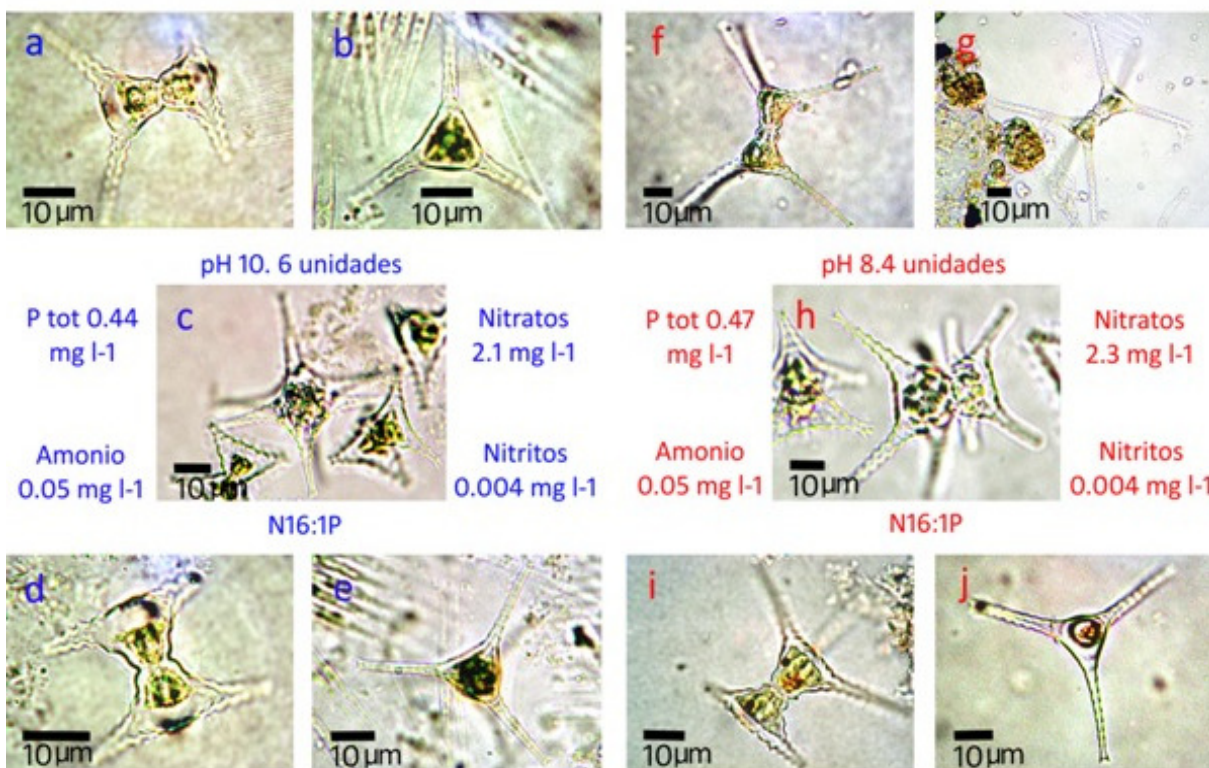 a
b
f
g
10 μm
10 μm
10 μm
10 μm
pH 10. 6 unidades
P tot 0.44
mg l-1
c
Nitratos
2.1 mg l-1
Amonio
0.05 mg l-1
10 μm
Nitritos
0.004 mg l-1
N16:1P
pH 8.4 unidades
P tot 0.47
mg l-1
h
Nitratos
2.3 mg l-1
Amonio
0.05 mg l-1
10 μm
Nitritos
0.004 mg l-1
N16:1P
d
e
i
j
10 μm
10 μm
10 μm
10 μm